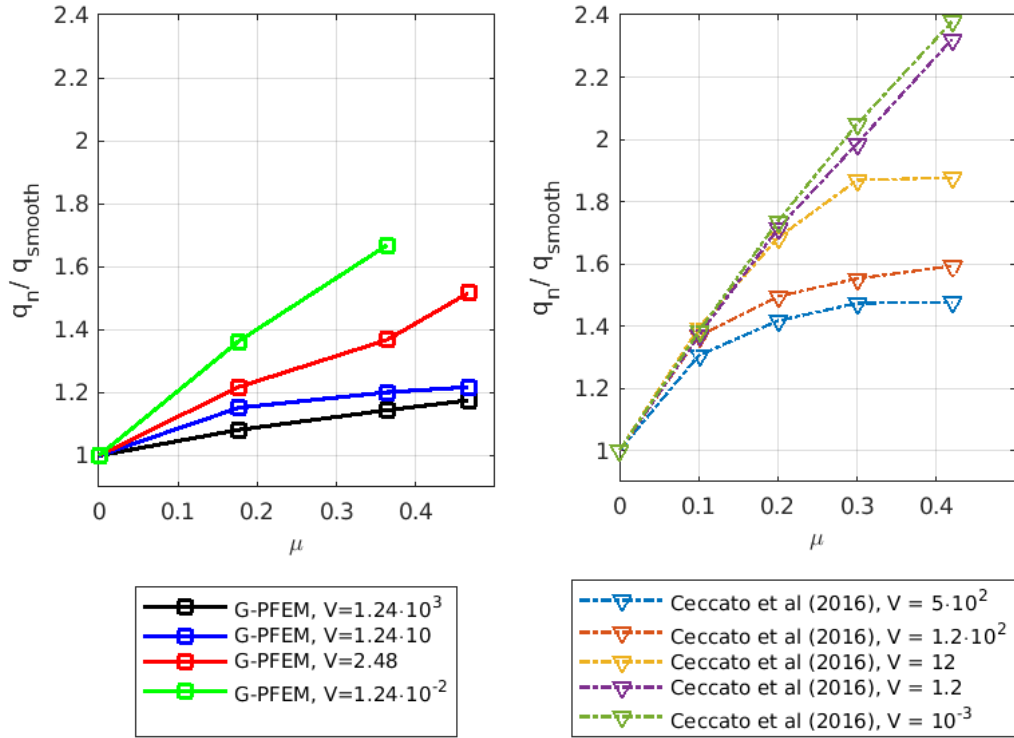 2.4
2.2
2
1.8
1.6
1.4
1.2
1
q_n / q_smooth
0
0.1
0.2
0.3
0.4
μ
G-PFEM, V=1.24·10^3
G-PFEM, V=1.24·10
G-PFEM, V=2.48
G-PFEM, V=1.24·10^-2
2.4
2.2
2
1.8
1.6
1.4
1.2
1
q_n / q_smooth
0
0.1
0.2
0.3
0.4
μ
Ceccato et al (2016), V = 5·10^2
Ceccato et al (2016), V = 1.2·10^2
Ceccato et al (2016), V = 12
Ceccato et al (2016), V = 1.2
Ceccato et al (2016), V = 10^-3